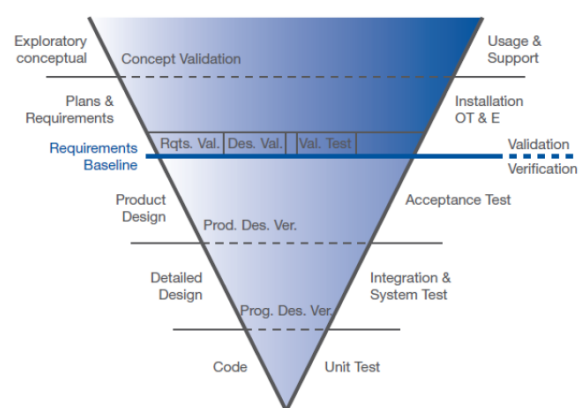 Exploratory
conceptual
Concept Validation
Usage &
Support
Plans &
Requirements
Installation
OT & E
Rqts. Val.
Des. Val.
Val. Test
Requirements
Baseline
Validation
Verification
Product
Design
Prod. Des. Ver.
Acceptance Test
Detailed
Design
Prog. Des. Ver.
Integration &
System Test
Code
Unit Test